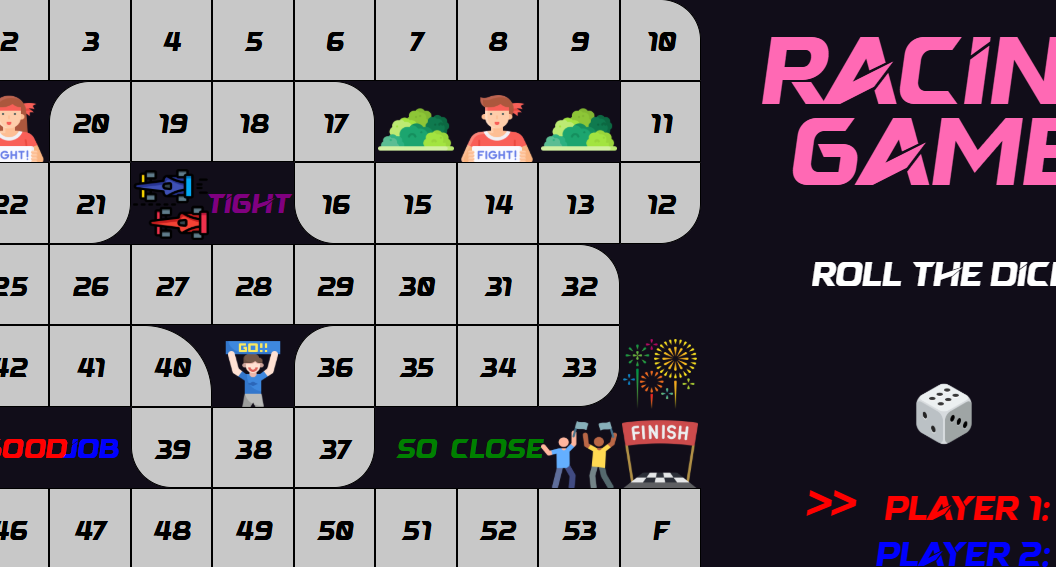 2 3 4 5 6 7 8 9 10
RACIN
GAME
20 19 18 17 11
FIGHT!
22 21 TIGHT 16 15 14 13 12
25 26 27 28 29 30 31 32
ROLL THE DICE
42 41 40 GO!! 36 35 34 33
GOOD JOB 39 38 37 SO CLOSE FINISH
46 47 48 49 50 51 52 53 F
>> PLAYER 1:
PLAYER 2: